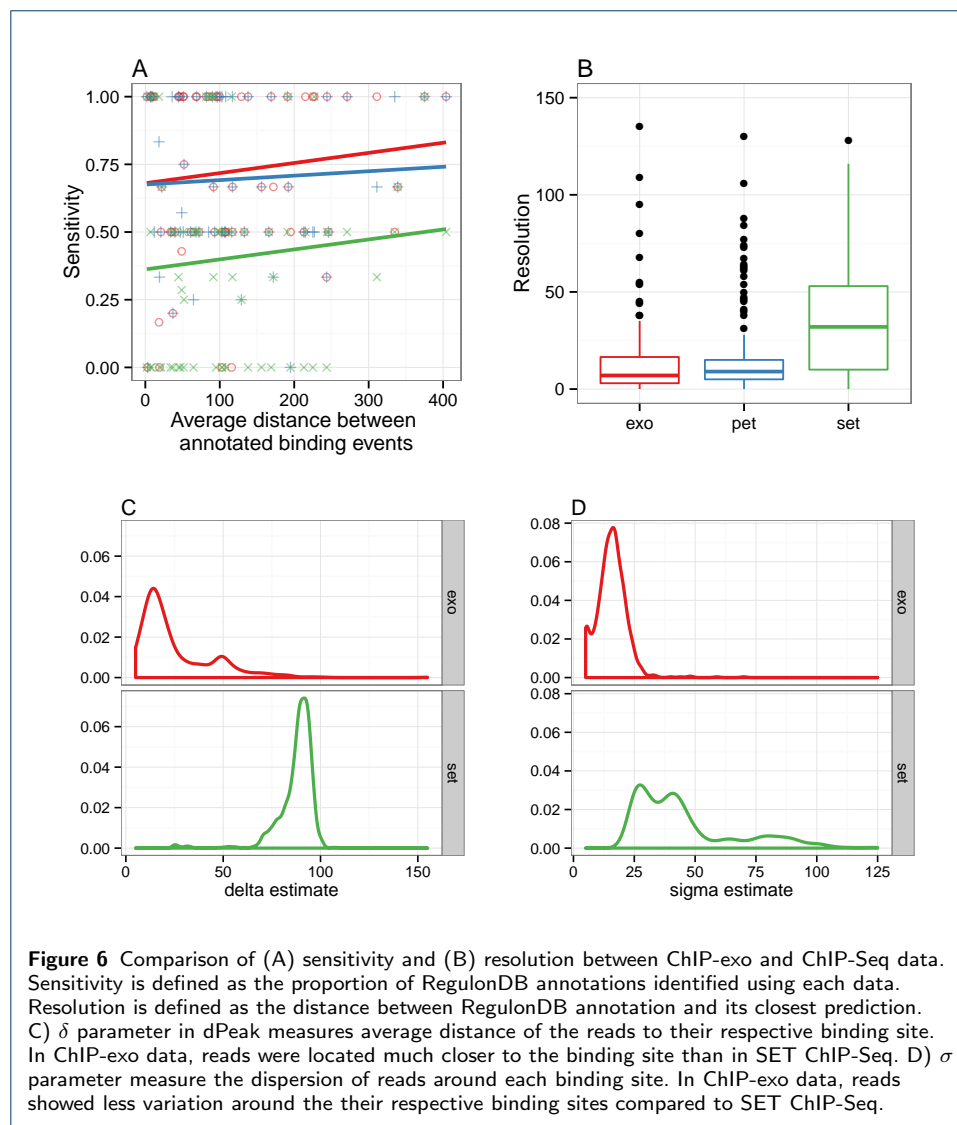 A
1.00
0.75
0.50
0.25
0.00
Sensitivity
0 100 200 300 400
Average distance between
annotated binding events
B
150
100
50
0
Resolution
exo pet set
C
0.06
0.04
0.02
0.00
exo
0.06
0.04
0.02
0.00
set
0 50 100 150
delta estimate
D
0.08
0.06
0.04
0.02
0.00
exo
0.08
0.06
0.04
0.02
0.00
set
0 25 50 75 100 125
sigma estimate
Figure 6 Comparison of (A) sensitivity and (B) resolution between ChIP-exo and ChIP-Seq data.
Sensitivity is defined as the proportion of RegulonDB annotations identified using each data.
Resolution is defined as the distance between RegulonDB annotation and its closest prediction.
C) δ parameter in dPeak measures average distance of the reads to their respective binding site.
In ChIP-exo data, reads were located much closer to the binding site than in SET ChIP-Seq. D) σ
parameter measure the dispersion of reads around each binding site. In ChIP-exo data, reads
showed less variation around the their respective binding sites compared to SET ChIP-Seq.